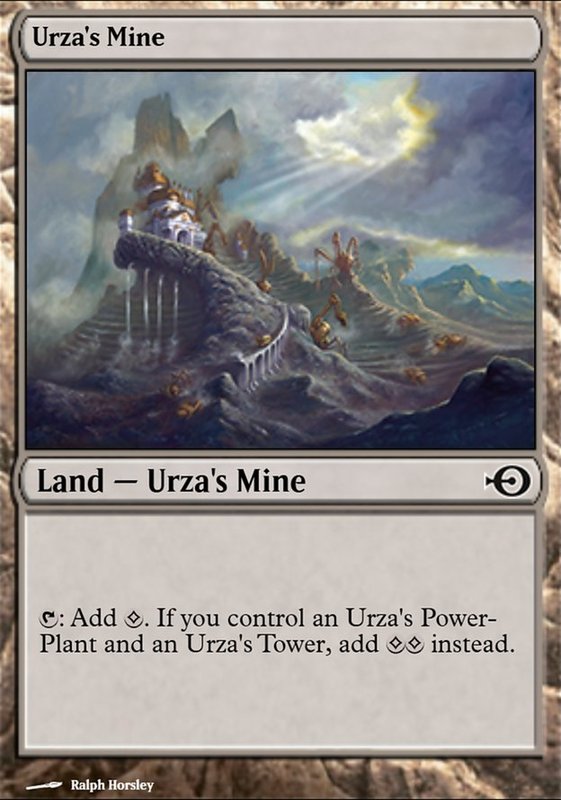 Urza's Mine
Land — Urza's Mine
: Add . If you control an Urza's Power-
Plant and an Urza's Tower, add instead.
Ralph Horsley